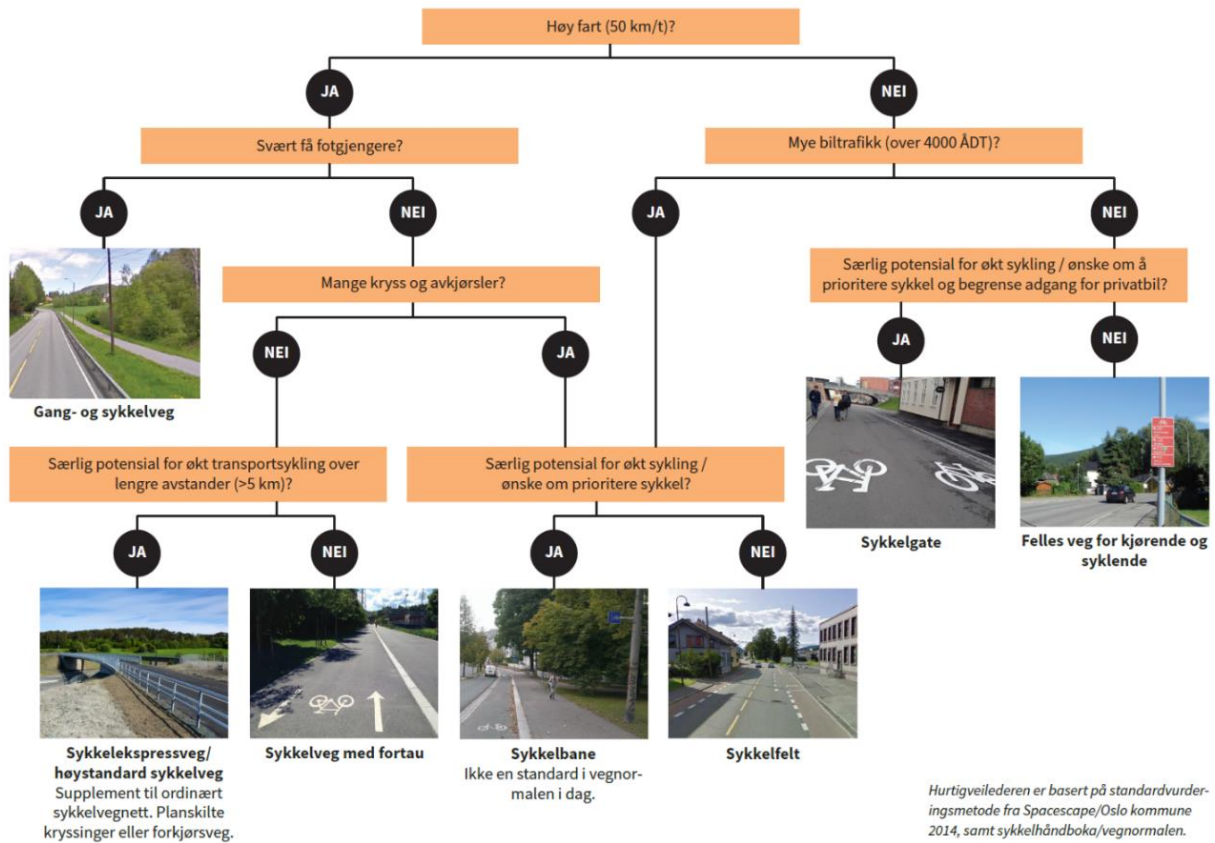 Høy fart (50 km/t)?
JA
NEI
Svært få fotgjengere?
Mye biltrafikk (over 4000 ÅDT)?
JA
NEI
JA
NEI
Mange kryss og avkjørsler?
Særlig potensial for økt sykling / ønske om å
prioritere sykkel og begrense adgang for privatbil?
NEI
JA
JA
NEI
Gang- og sykkelveg
Særlig potensial for økt transportsykling over
lengre avstander (>5 km)?
Særlig potensial for økt sykling /
ønske om prioritere sykkel?
Sykkelgate
Felles veg for kjørende og
syklende
JA
NEI
JA
NEI
Sykkelekspressveg/
høystandard sykkelveg
Supplement til ordinært
sykkelvegnett. Planskilte
kryssinger eller forkjørsveg.
Sykkelveg med fortau
Sykkelbane
Ikke en standard i vegnor-
malen i dag.
Sykkelfelt
Hurtigveilederen er basert på standardvurder-
ingsmetode fra Spacescape/Oslo kommune
2014, samt sykkelhåndboka/vegnormalen.